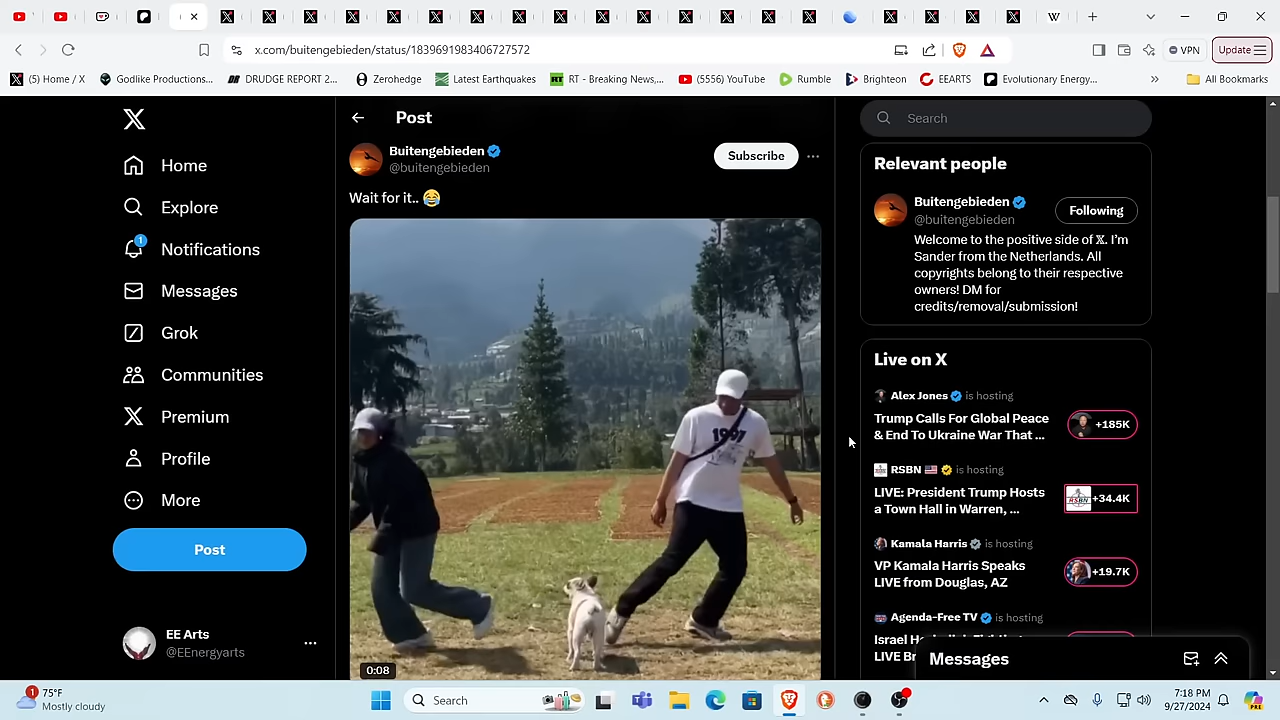 x.com/buitengebieden/status/1839691983406727572
VPN
Update
(5) Home / X
Godlike Productions...
DRUDGE REPORT 2...
Zerohedge
Latest Earthquakes
RT - Breaking News,...
(5556) YouTube
Rumble
Brighteon
EEARTS
Evolutionary Energy...
All Bookmarks
Home
Explore
1
Notifications
Messages
Grok
Communities
Premium
Profile
More
Post
EE Arts
@EEnergyarts
Post
Buitengebieden
@buitengebieden
Subscribe
Wait for it.. 😂
1997
0:08
Search
Relevant people
Buitengebieden
@buitengebieden
Following
Welcome to the positive side of 𝕏. I'm
Sander from the Netherlands. All
copyrights belong to their respective
owners! DM for
credits/removal/submission!
Live on X
Alex Jones is hosting
Trump Calls For Global Peace
& End To Ukraine War That ...
+185K
RSBN 🇺🇸 is hosting
LIVE: President Trump Hosts
a Town Hall in Warren, ...
RSBN
+34.4K
Kamala Harris is hosting
VP Kamala Harris Speaks
LIVE from Douglas, AZ
+19.7K
Agenda-Free TV is hosting
Messages
1
75°F
Mostly cloudy
Search
7:18 PM
9/27/2024
PRE